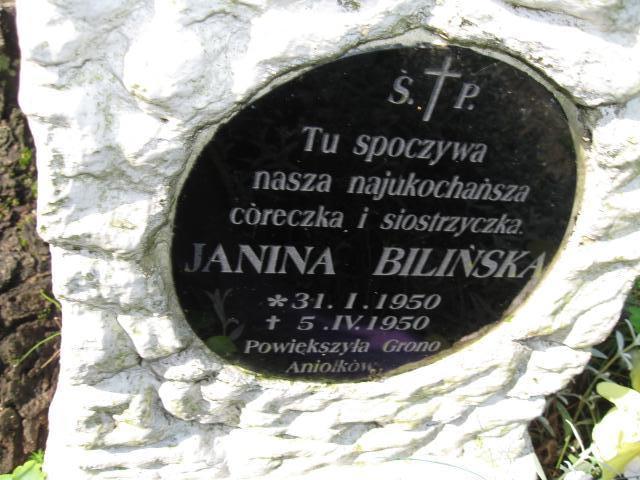 Ś. P.
Tu spoczywa
nasza najukochańsza
córeczka i siostrzyczka.
JANINA BILIŃSKA
* 31. I. 1950
† 5. IV. 1950
Powiększyła Grono
Aniołków.